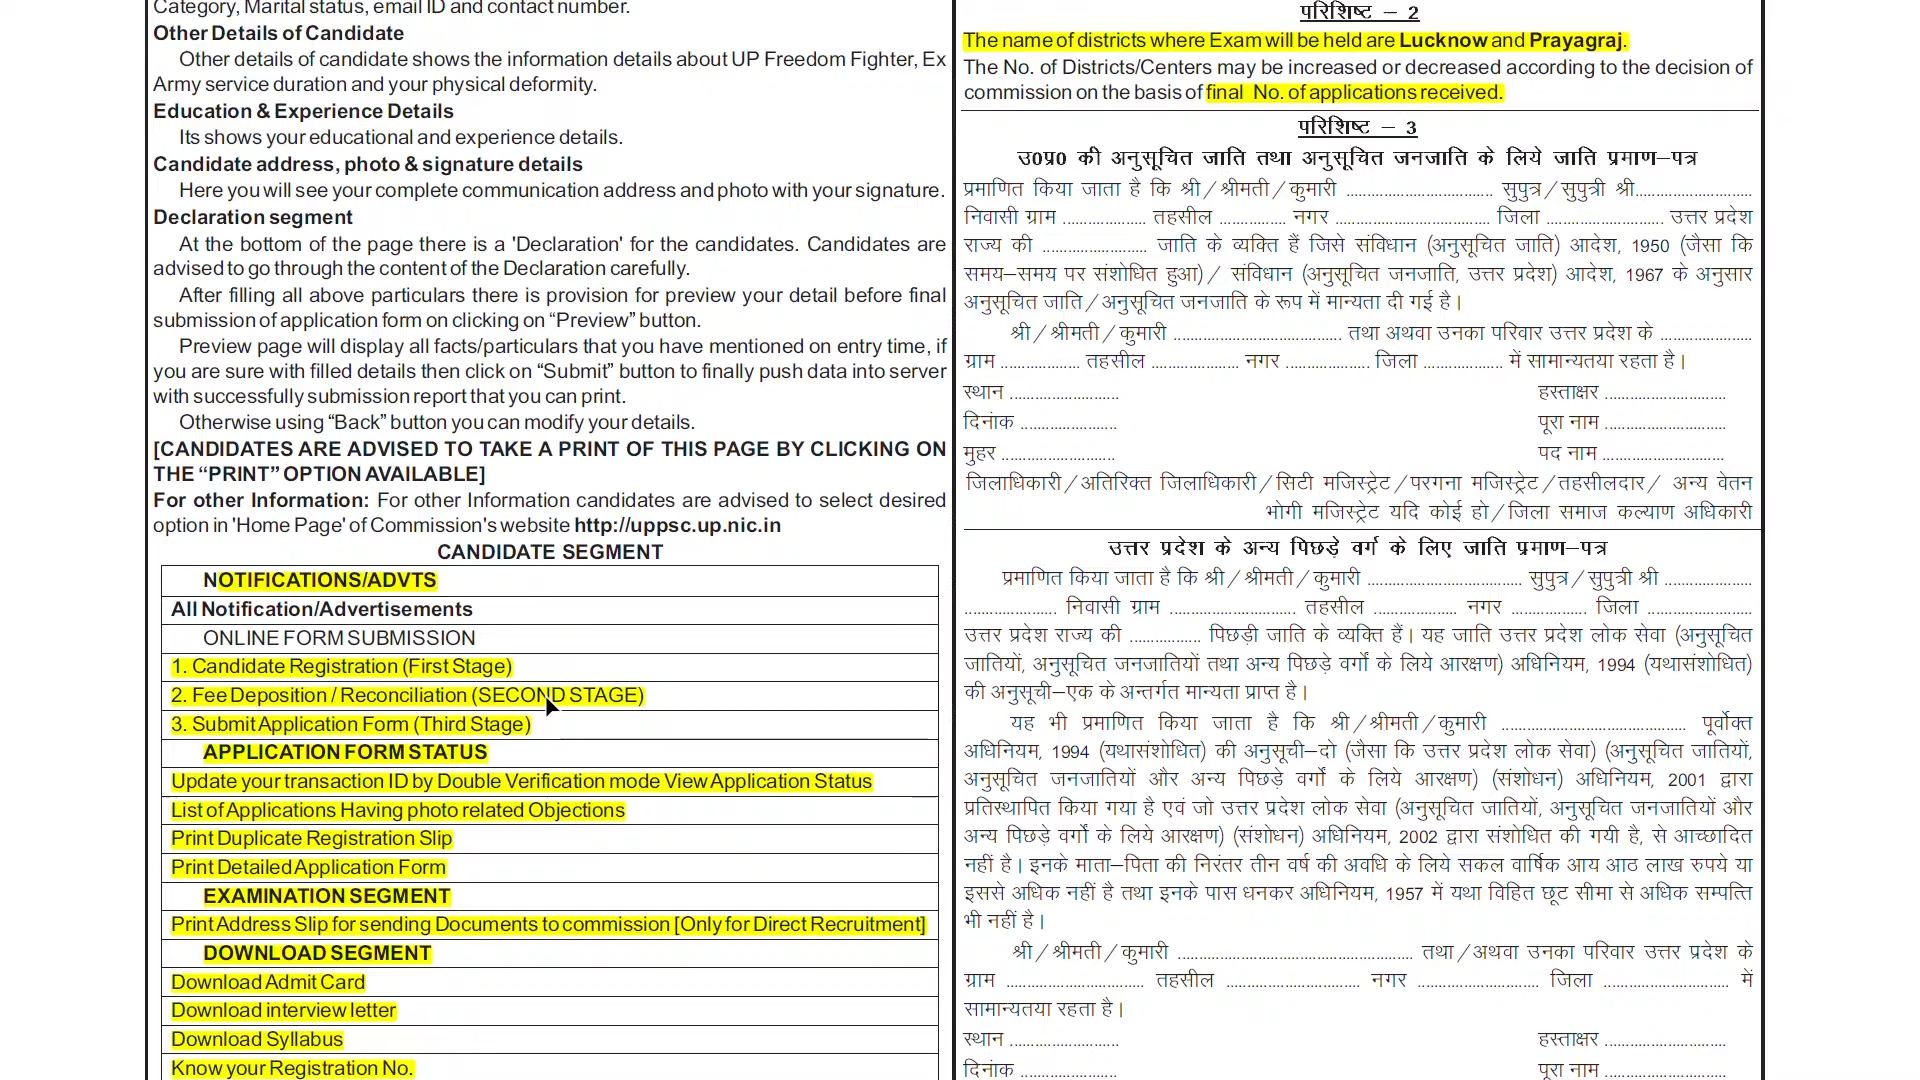 Category, Marital status, email ID and contact number.
Other Details of Candidate
Other details of candidate shows the information details about UP Freedom Fighter, Ex
Army service duration and your physical deformity.
Education & Experience Details
Its shows your educational and experience details.
Candidate address, photo & signature details
Here you will see your complete communication address and photo with your signature.
Declaration segment
At the bottom of the page there is a 'Declaration' for the candidates. Candidates are
advised to go through the content of the Declaration carefully.
After filling all above particulars there is provision for preview your detail before final
submission of application form on clicking on “Preview” button.
Preview page will display all facts/particulars that you have mentioned on entry time, if
you are sure with filled details then click on “Submit” button to finally push data into server
with successfully submission report that you can print.
Otherwise using “Back” button you can modify your details.
[CANDIDATES ARE ADVISED TO TAKE A PRINT OF THIS PAGE BY CLICKING ON
THE “PRINT” OPTION AVAILABLE]
For other Information: For other Information candidates are advised to select desired
option in 'Home Page' of Commission's website http://uppsc.up.nic.in
CANDIDATE SEGMENT
NOTIFICATIONS/ADVTS
All Notification/Advertisements
ONLINE FORM SUBMISSION
1. Candidate Registration (First Stage)
2. Fee Deposition / Reconciliation (SECOND STAGE)
3. Submit Application Form (Third Stage)
APPLICATION FORM STATUS
Update your transaction ID by Double Verification mode View Application Status
List of Applications Having photo related Objections
Print Duplicate Registration Slip
Print Detailed Application Form
EXAMINATION SEGMENT
Print Address Slip for sending Documents to commission [Only for Direct Recruitment]
DOWNLOAD SEGMENT
Download Admit Card
Download interview letter
Download Syllabus
Know your Registration No.
परिशिष्ट – 2
The name of districts where Exam will be held are Lucknow and Prayagraj.
The No. of Districts/Centers may be increased or decreased according to the decision of
commission on the basis of final No. of applications received.
परिशिष्ट – 3
उ0प्र0 की अनुसूचित जाति तथा अनुसूचित जनजाति के लिये जाति प्रमाण–पत्र
प्रमाणित किया जाता है कि श्री/श्रीमती/कुमारी ................................... सुपुत्र/सुपुत्री श्री............................
निवासी ग्राम .................... तहसील ................ नगर ..................................... जिला ............................ उत्तर प्रदेश
राज्य की ......................... जाति के व्यक्ति हैं जिसे संविधान (अनुसूचित जाति) आदेश, 1950 (जैसा कि
समय–समय पर संशोधित हुआ)/ संविधान (अनुसूचित जनजाति, उत्तर प्रदेश) आदेश, 1967 के अनुसार
अनुसूचित जाति/अनुसूचित जनजाति के रूप में मान्यता दी गई है।
श्री/श्रीमती/कुमारी ........................................ तथा अथवा उनका परिवार उत्तर प्रदेश के ......................
ग्राम ................... तहसील ..................... नगर .................... जिला ................... में सामान्यतया रहता है।
स्थान .......................... हस्ताक्षर .............................
दिनांक ....................... पूरा नाम .............................
मुहर ........................... पद नाम .............................
जिलाधिकारी/अतिरिक्त जिलाधिकारी/सिटी मजिस्ट्रेट/परगना मजिस्ट्रेट/तहसीलदार/ अन्य वेतन
भोगी मजिस्ट्रेट यदि कोई हो/जिला समाज कल्याण अधिकारी
उत्तर प्रदेश के अन्य पिछड़े वर्ग के लिए जाति प्रमाण–पत्र
प्रमाणित किया जाता है कि श्री/श्रीमती/कुमारी ..................................... सुपुत्र/सुपुत्री श्री .....................
...................... निवासी ग्राम .............................. तहसील .................... नगर .................. जिला .........................
उत्तर प्रदेश राज्य की ................. पिछड़ी जाति के व्यक्ति हैं। यह जाति उत्तर प्रदेश लोक सेवा (अनुसूचित
जातियों, अनुसूचित जनजातियों तथा अन्य पिछड़े वर्गों के लिये आरक्षण) अधिनियम, 1994 (यथासंशोधित)
की अनुसूची–एक के अन्तर्गत मान्यता प्राप्त है।
यह भी प्रमाणित किया जाता है कि श्री/श्रीमती/कुमारी ............................................ पूर्वोक्त
अधिनियम, 1994 (यथासंशोधित) की अनुसूची–दो (जैसा कि उत्तर प्रदेश लोक सेवा) (अनुसूचित जातियों,
अनुसूचित जनजातियों और अन्य पिछड़े वर्गों के लिये आरक्षण) (संशोधन) अधिनियम, 2001 द्वारा
प्रतिस्थापित किया गया है एवं जो उत्तर प्रदेश लोक सेवा (अनुसूचित जातियों, अनुसूचित जनजातियों और
अन्य पिछड़े वर्गों के लिये आरक्षण) (संशोधन) अधिनियम, 2002 द्वारा संशोधित की गयी है, से आच्छादित
नहीं है। इनके माता–पिता की निरंतर तीन वर्ष की अवधि के लिये सकल वार्षिक आय आठ लाख रुपये या
इससे अधिक नहीं है तथा इनके पास धनकर अधिनियम, 1957 में यथा विहित छूट सीमा से अधिक सम्पत्ति
भी नहीं है।
श्री/श्रीमती/कुमारी ........................................................ तथा/अथवा उनका परिवार उत्तर प्रदेश के
ग्राम ................................. तहसील ................................ नगर ............................. जिला .............................. में
सामान्यतया रहता है।
स्थान .......................... हस्ताक्षर .............................
दिनांक ....................... पूरा नाम .............................